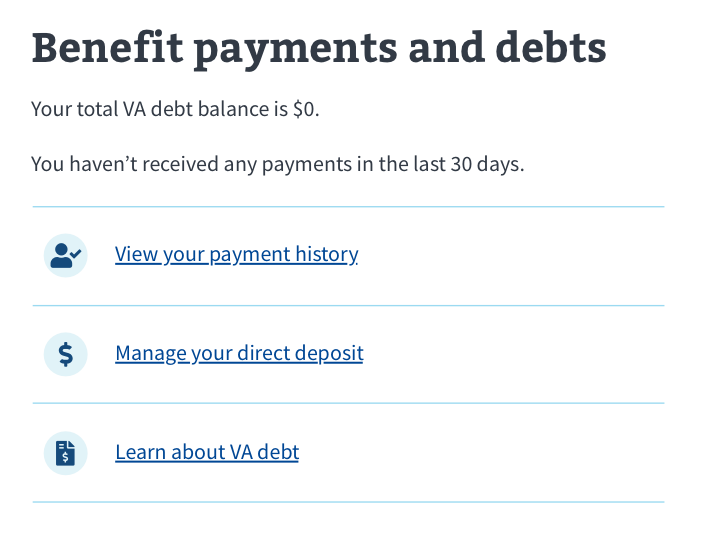 Benefit payments and debts
Your total VA debt balance is $0.
You haven’t received any payments in the last 30 days.
View your payment history
Manage your direct deposit
Learn about VA debt